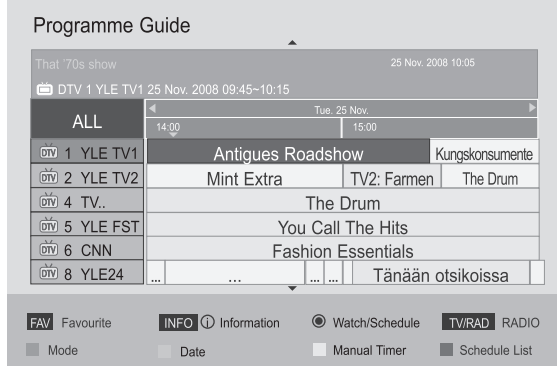 Programme Guide
That '70s show 25 Nov. 2008 10:05
DTV 1 YLE TV1 25 Nov. 2008 09:45~10:15
ALL
Tue. 25 Nov.
14:00 15:00
DTV 1 YLE TV1 Antigues Roadshow Kungskonsumente
DTV 2 YLE TV2 Mint Extra TV2: Farmen The Drum
DTV 4 TV.. The Drum
DTV 5 YLE FST You Call The Hits
DTV 6 CNN Fashion Essentials
DTV 8 YLE24 ... ... ... ... Tänään otsikoissa
FAV Favourite INFO i Information Watch/Schedule TV/RAD RADIO
Mode Date Manual Timer Schedule List